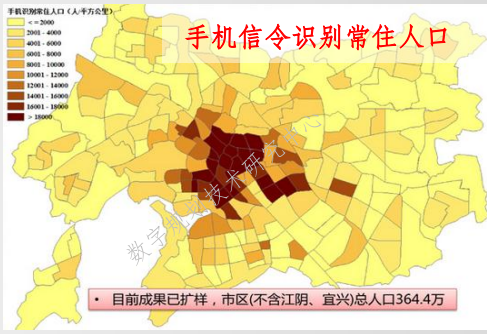 手机信令识别常住人口
手机识别常住人口（人/平方公里）
<=2000
2001 - 4000
4001 - 6000
6001 - 8000
8001 - 10000
10001 - 12000
12001 - 14000
14001 - 16000
16001 - 18000
> 18000
• 目前成果已扩样，市区(不含江阴、宜兴)总人口364.4万